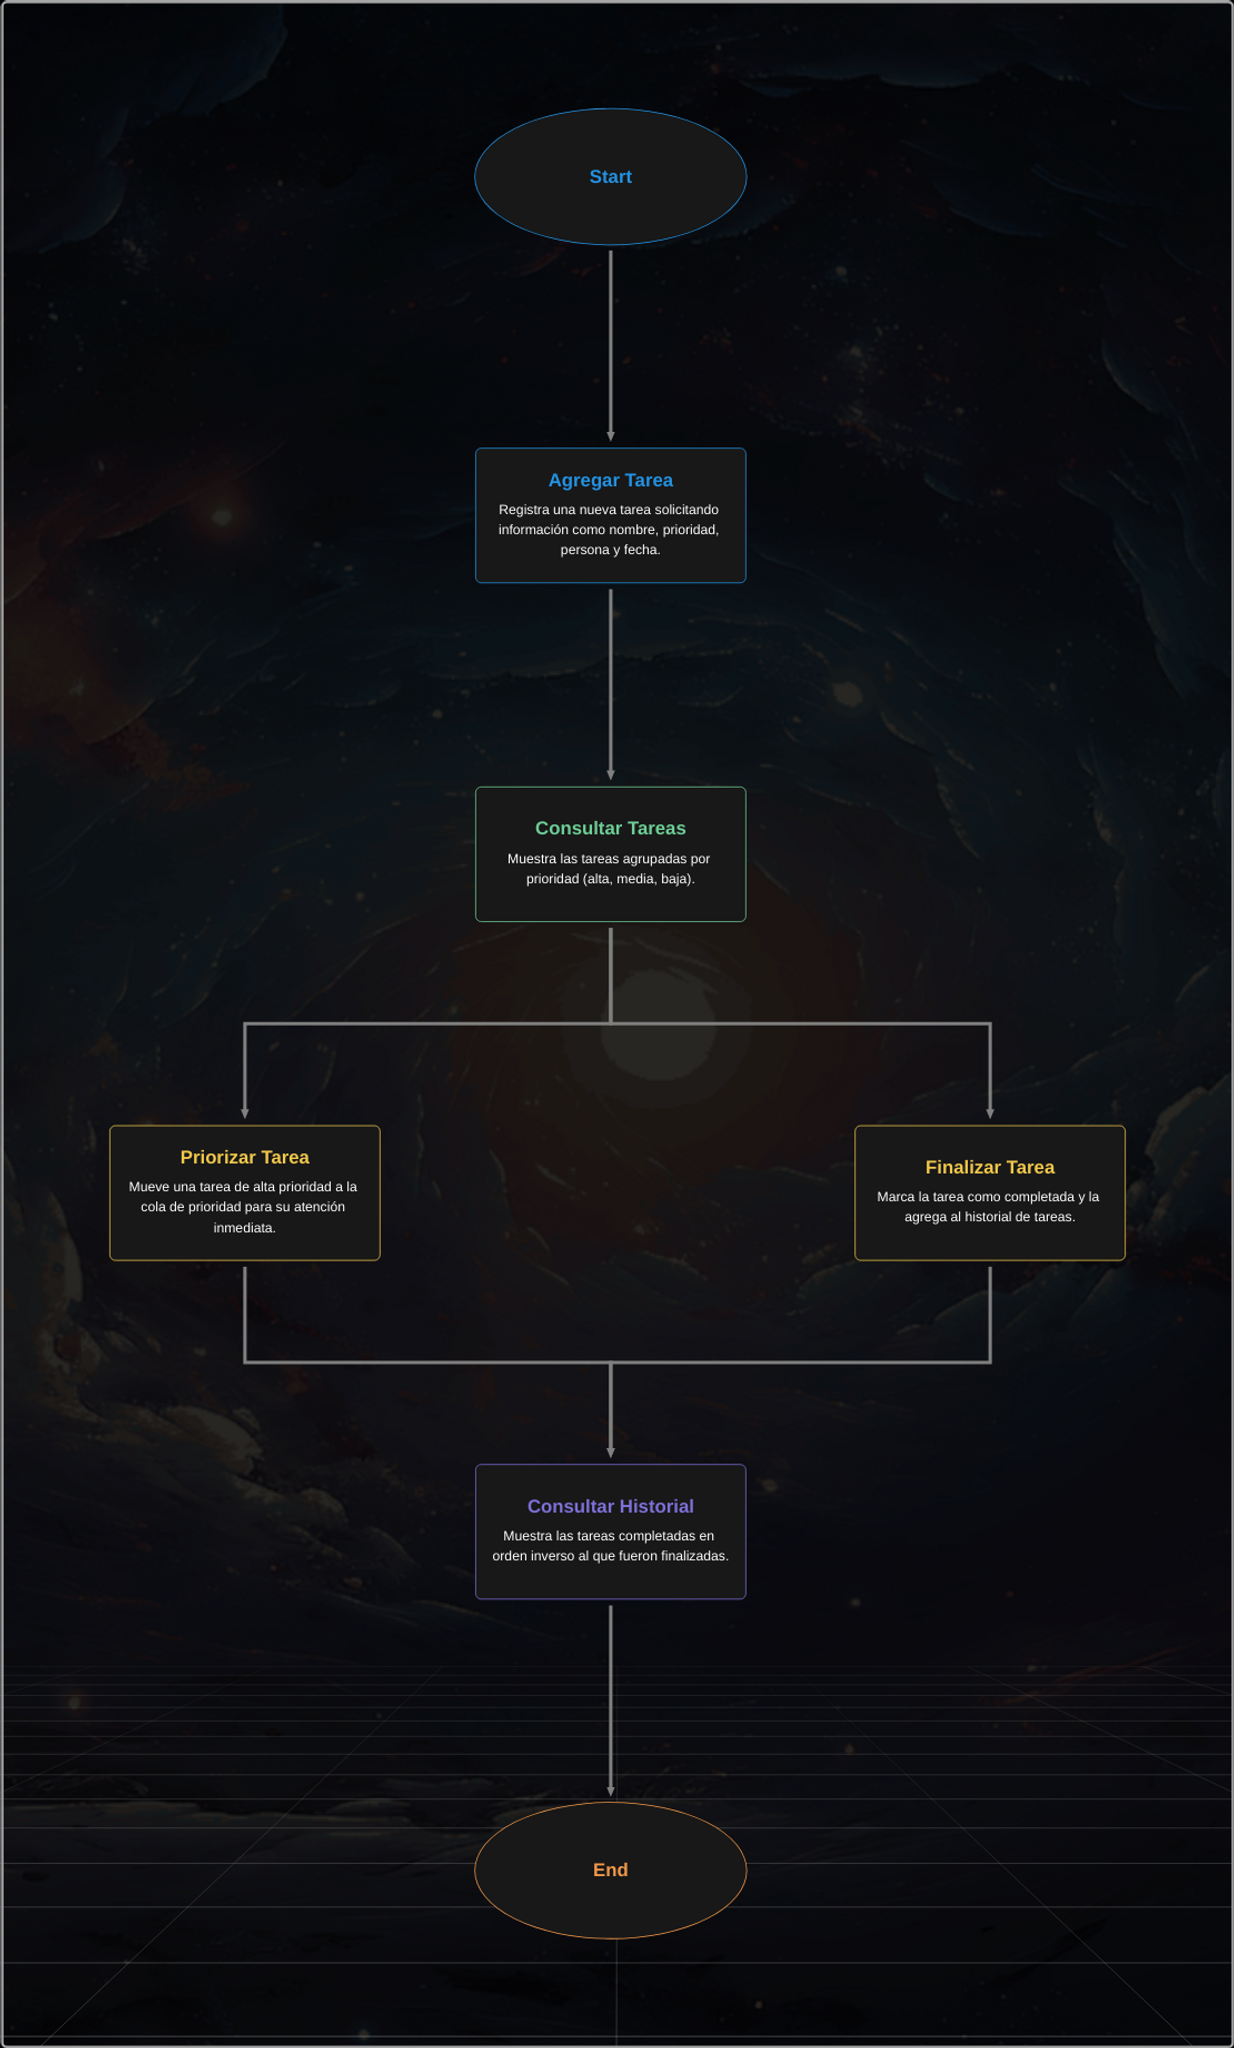 Start
Agregar Tarea
Registra una nueva tarea solicitando
información como nombre, prioridad,
persona y fecha.
Consultar Tareas
Muestra las tareas agrupadas por
prioridad (alta, media, baja).
Priorizar Tarea
Mueve una tarea de alta prioridad a la
cola de prioridad para su atención
inmediata.
Finalizar Tarea
Marca la tarea como completada y la
agrega al historial de tareas.
Consultar Historial
Muestra las tareas completadas en
orden inverso al que fueron finalizadas.
End